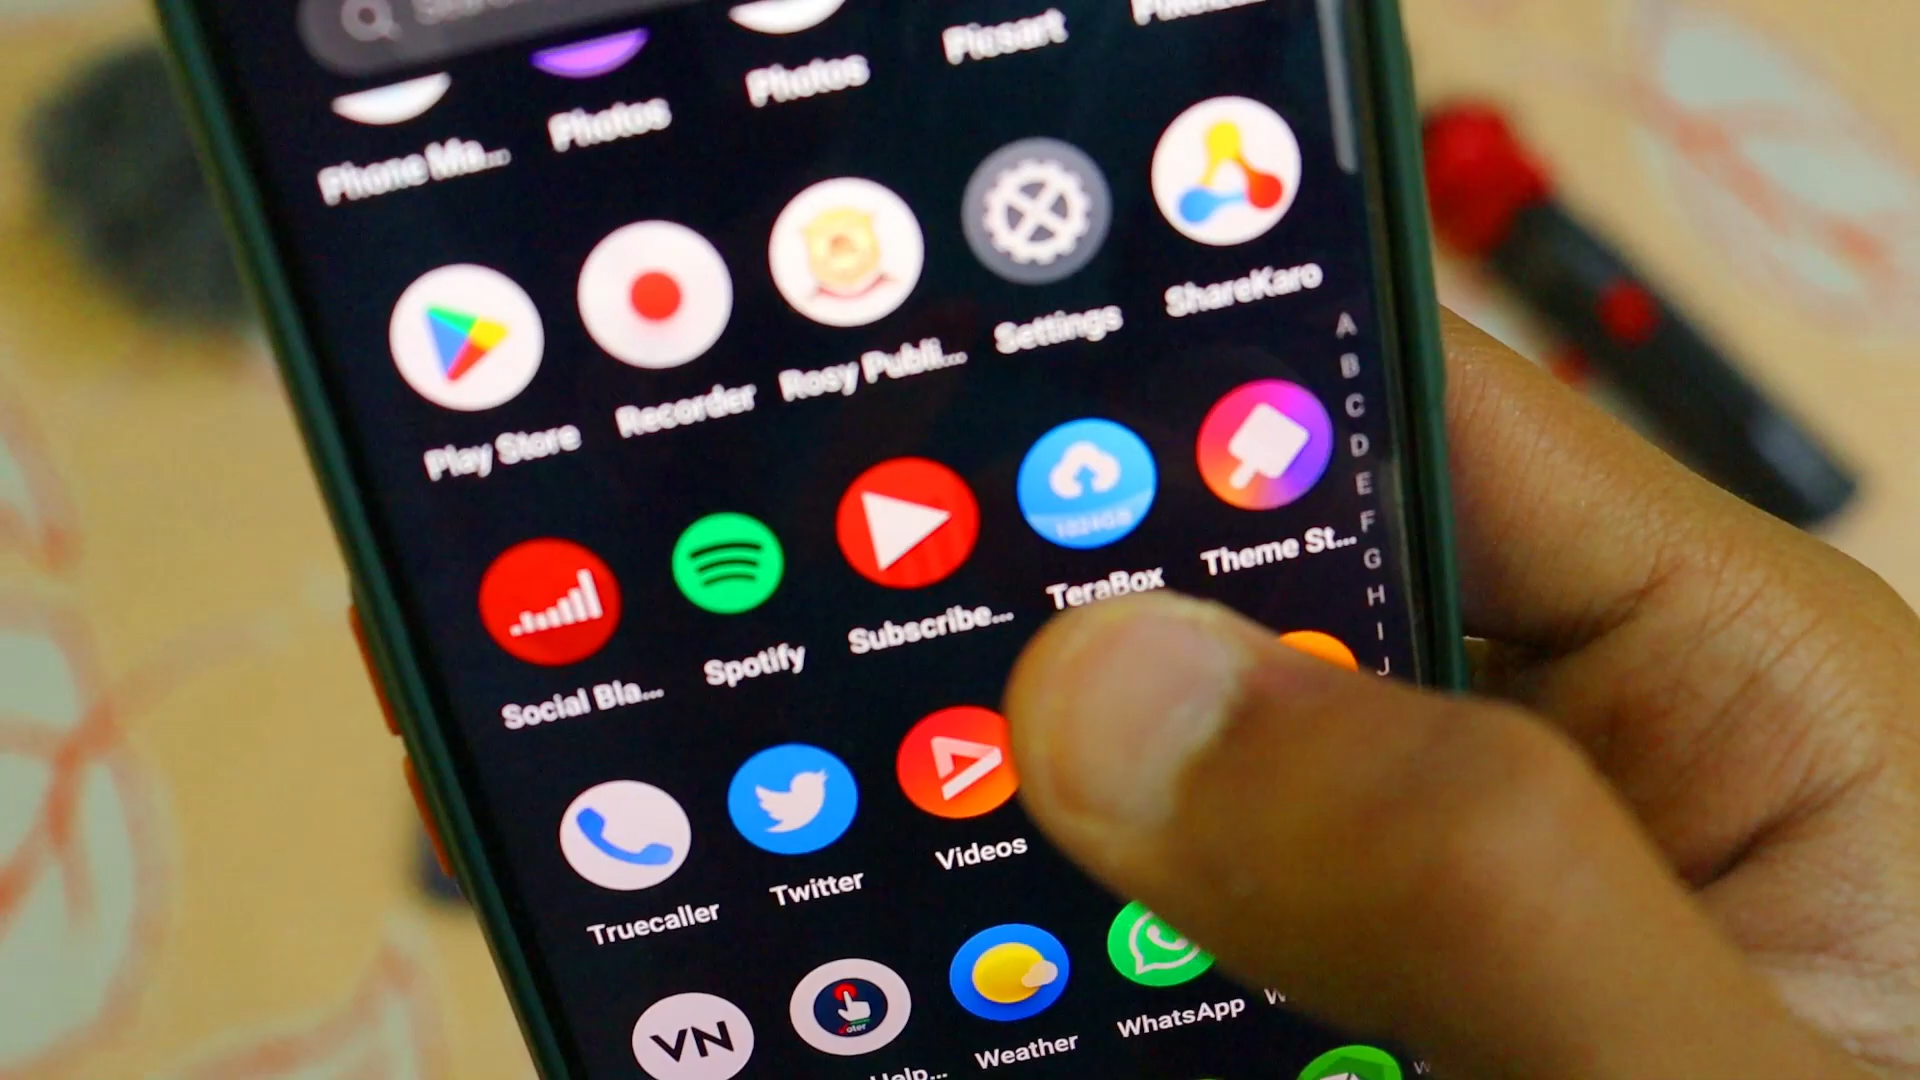 Picsart
Phone Ma...
Photos
Photos
Play Store
Recorder
Rosy Publi...
Settings
ShareKaro
Social Bla...
Spotify
Subscribe...
TeraBox
Theme St...
Truecaller
Twitter
Videos
VN
Weather
WhatsApp
A
B
C
D
E
F
G
H
I
J